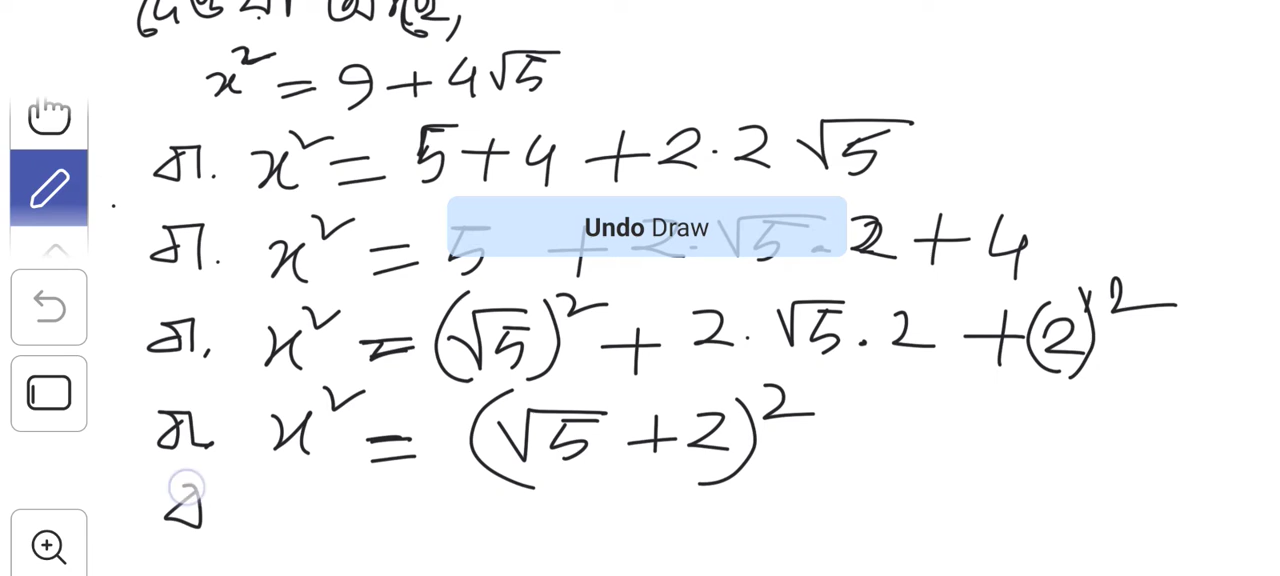 x² = 9 + 4√5
বা. x² = 5 + 4 + 2·2√5
Undo Draw
বা. x² = 5 + 2·√5·2 + 4
বা, x² = (√5)² + 2·√5·2 + (2)²
বা x² = (√5 + 2)²